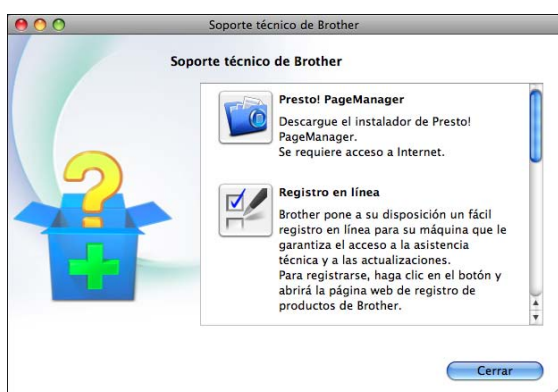 Soporte técnico de Brother
Soporte técnico de Brother
Presto! PageManager
Descargue el instalador de Presto!
PageManager.
Se requiere acceso a Internet.
Registro en línea
Brother pone a su disposición un fácil
registro en línea para su máquina que le
garantiza el acceso a la asistencia
técnica y a las actualizaciones.
Para registrarse, haga clic en el botón y
abrirá la página web de registro de
productos de Brother.
Cerrar